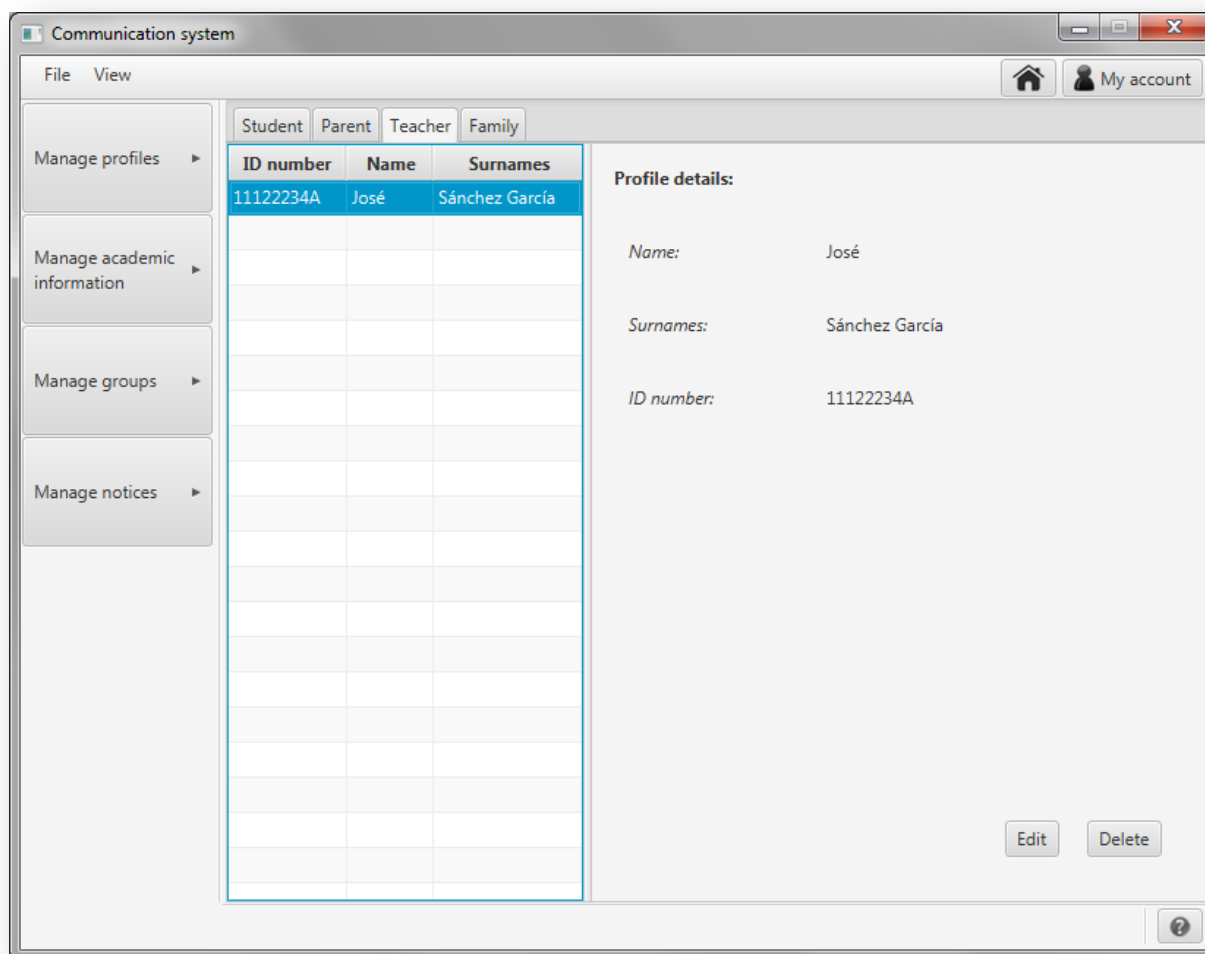 Communication system
File View
My account
Manage profiles
Manage academic
information
Manage groups
Manage notices
Student Parent Teacher Family
ID number Name Surnames
11122234A José Sánchez García
Profile details:
Name: José
Surnames: Sánchez García
ID number: 11122234A
Edit Delete